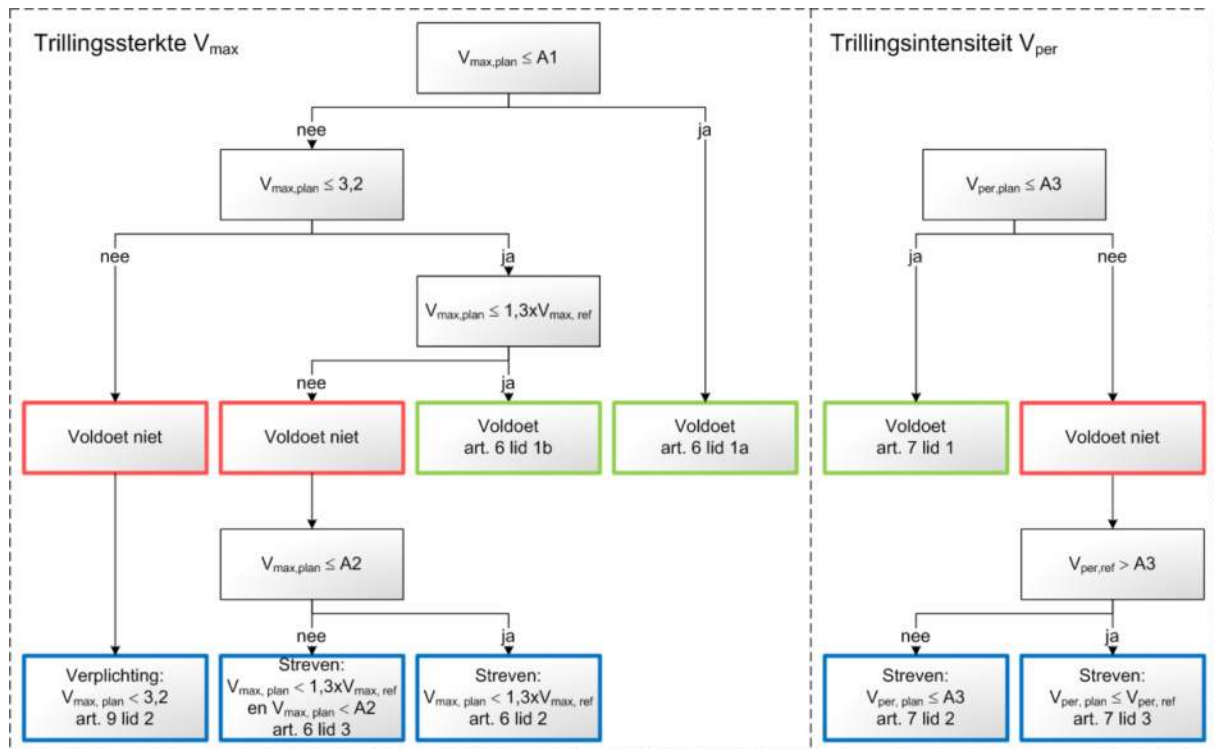 Trillingssterkte Vmax
Vmax,plan ≤ A1
nee
ja
Vmax,plan ≤ 3,2
nee
ja
Vmax,plan ≤ 1,3xVmax, ref
nee
ja
Voldoet niet
Voldoet niet
Voldoet
art. 6 lid 1b
Voldoet
art. 6 lid 1a
Vmax,plan ≤ A2
nee
ja
Verplichting:
Vmax, plan < 3,2
art. 9 lid 2
Streven:
Vmax, plan < 1,3xVmax, ref
en Vmax, plan < A2
art. 6 lid 3
Streven:
Vmax, plan < 1,3xVmax, ref
art. 6 lid 2
Trillingsintensiteit Vper
Vper,plan ≤ A3
ja
nee
Voldoet
art. 7 lid 1
Voldoet niet
Vper,ref > A3
nee
ja
Streven:
Vper, plan ≤ A3
art. 7 lid 2
Streven:
Vper, plan ≤ Vper, ref
art. 7 lid 3